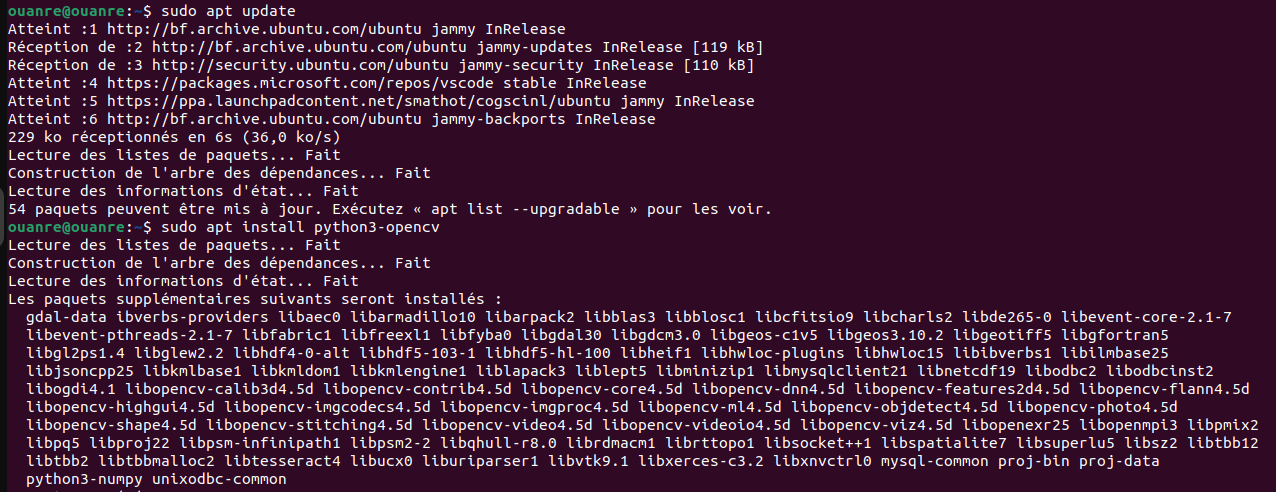 ouanre@ouanre:~$ sudo apt update
Atteint :1 http://bf.archive.ubuntu.com/ubuntu jammy InRelease
Réception de :2 http://bf.archive.ubuntu.com/ubuntu jammy-updates InRelease [119 kB]
Réception de :3 http://security.ubuntu.com/ubuntu jammy-security InRelease [110 kB]
Atteint :4 https://packages.microsoft.com/repos/vscode stable InRelease
Atteint :5 https://ppa.launchpadcontent.net/smathot/cogscinl/ubuntu jammy InRelease
Atteint :6 http://bf.archive.ubuntu.com/ubuntu jammy-backports InRelease
229 ko réceptionnés en 6s (36,0 ko/s)
Lecture des listes de paquets... Fait
Construction de l'arbre des dépendances... Fait
Lecture des informations d'état... Fait
54 paquets peuvent être mis à jour. Exécutez « apt list --upgradable » pour les voir.
ouanre@ouanre:~$ sudo apt install python3-opencv
Lecture des listes de paquets... Fait
Construction de l'arbre des dépendances... Fait
Lecture des informations d'état... Fait
Les paquets supplémentaires suivants seront installés :
gdal-data ibverbs-providers libaec0 libarmadillo10 libarpack2 libblas3 libblosc1 libcfitsio9 libcharls2 libde265-0 libevent-core-2.1-7
libevent-pthreads-2.1-7 libfabric1 libfreexl1 libfyba0 libgdal30 libgdcm3.0 libgeos-c1v5 libgeos3.10.2 libgeotiff5 libgfortran5
libgl2ps1.4 libglew2.2 libhdf4-0-alt libhdf5-103-1 libhdf5-hl-100 libheif1 libhwloc-plugins libhwloc15 libibverbs1 libilmbase25
libjsoncpp25 libkmlbase1 libkmldom1 libkmlengine1 liblapack3 liblept5 libminizip1 libmysqlclient21 libnetcdf19 libodbc2 libodbcinst2
libogdi4.1 libopencv-calib3d4.5d libopencv-contrib4.5d libopencv-core4.5d libopencv-dnn4.5d libopencv-features2d4.5d libopencv-flann4.5d
libopencv-highgui4.5d libopencv-imgcodecs4.5d libopencv-imgproc4.5d libopencv-ml4.5d libopencv-objdetect4.5d libopencv-photo4.5d
libopencv-shape4.5d libopencv-stitching4.5d libopencv-video4.5d libopencv-videoio4.5d libopencv-viz4.5d libopenexr25 libopenmpi3 libpmix2
libpq5 libproj22 libpsm-infinipath1 libpsm2-2 libqhull-r8.0 librdmacm1 librttopo1 libsocket++1 libspatialite7 libsuperlu5 libsz2 libtbb12
libtbb2 libtbbmalloc2 libtesseract4 libucx0 liburiparser1 libvtk9.1 libxerces-c3.2 libxnvctrl0 mysql-common proj-bin proj-data
python3-numpy unixodbc-common